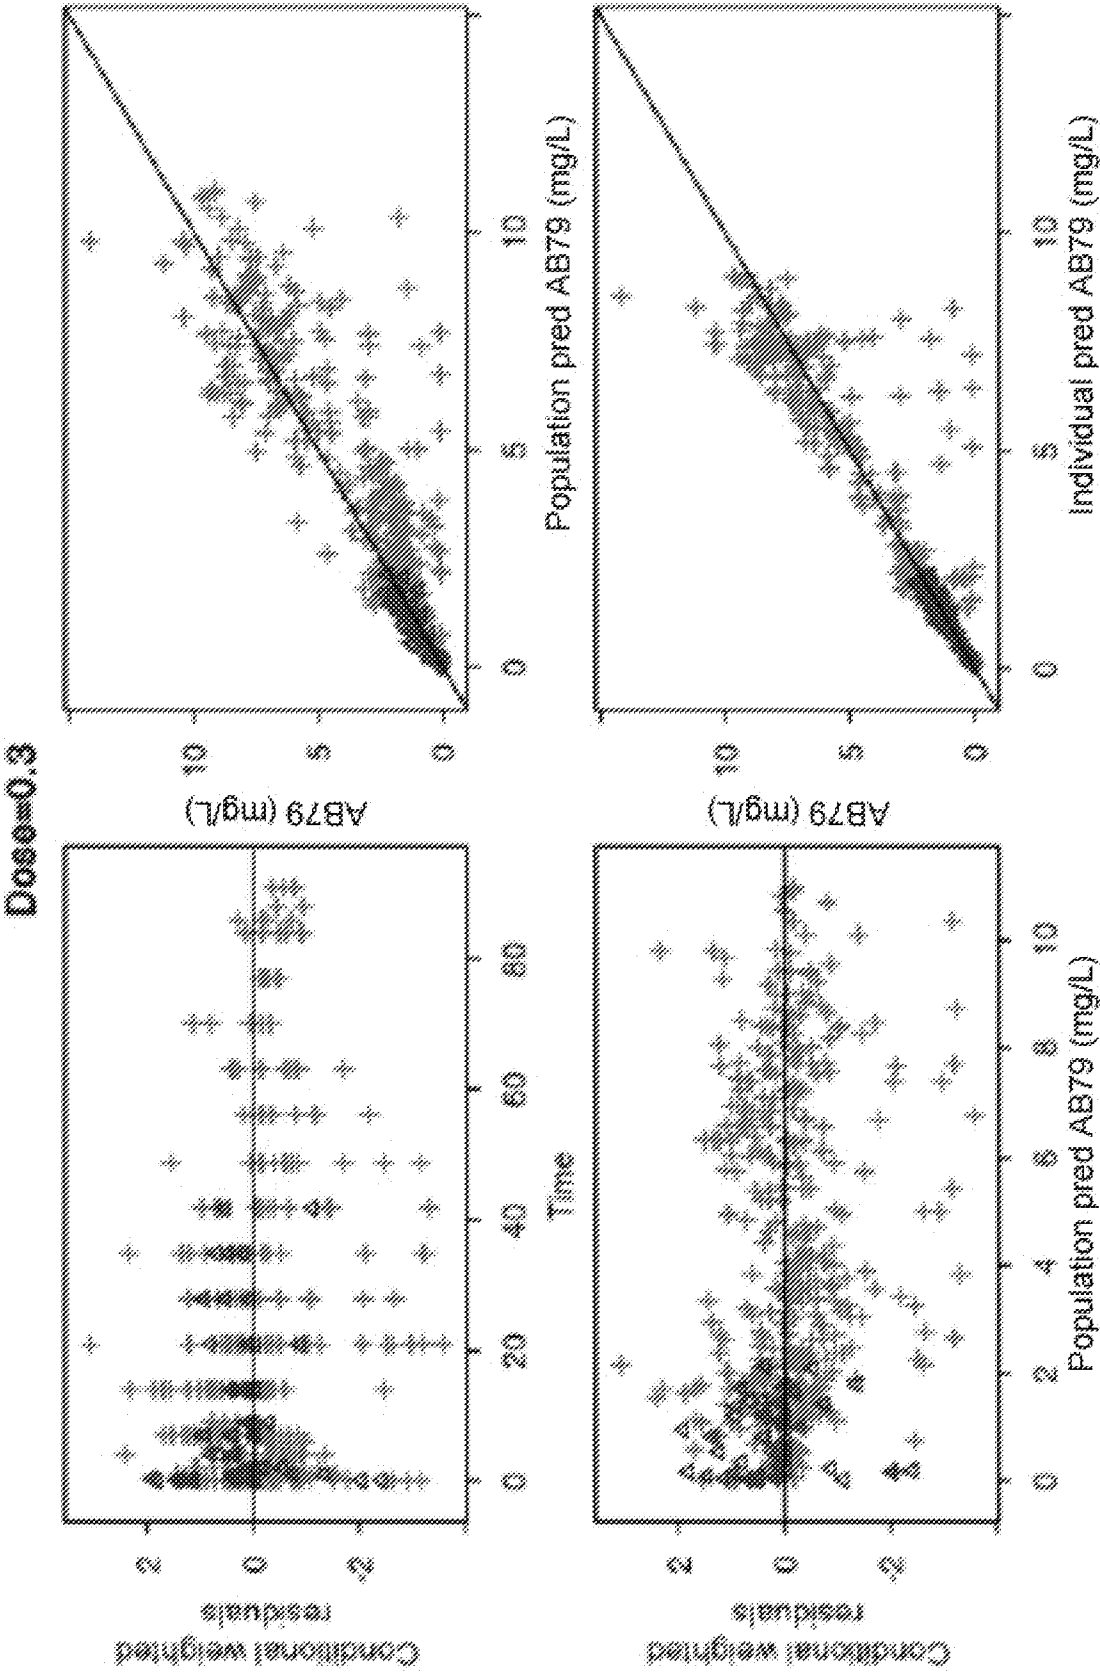 Dose=0.3
Conditional weighted
residuals
2
0
-2
0
20
40
60
80
Time
AB79 (mg/L)
10
5
0
0
5
10
Population pred AB79 (mg/L)
Conditional weighted
residuals
2
0
-2
0
2
4
6
8
10
Population pred AB79 (mg/L)
AB79 (mg/L)
10
5
0
0
5
10
Individual pred AB79 (mg/L)